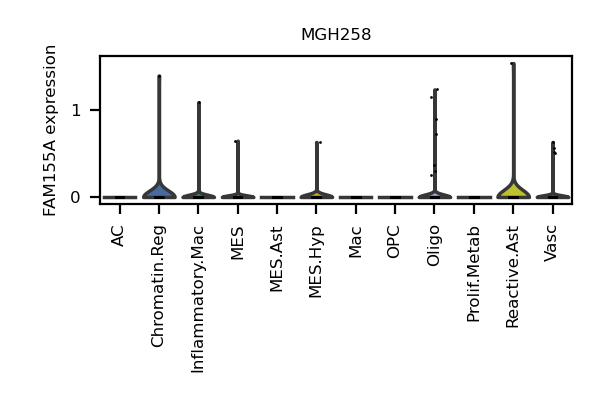 MGH258
FAM155A expression
1
0
AC
Chromatin.Reg
Inflammatory.Mac
MES
MES.Ast
MES.Hyp
Mac
OPC
Oligo
Prolif.Metab
Reactive.Ast
Vasc